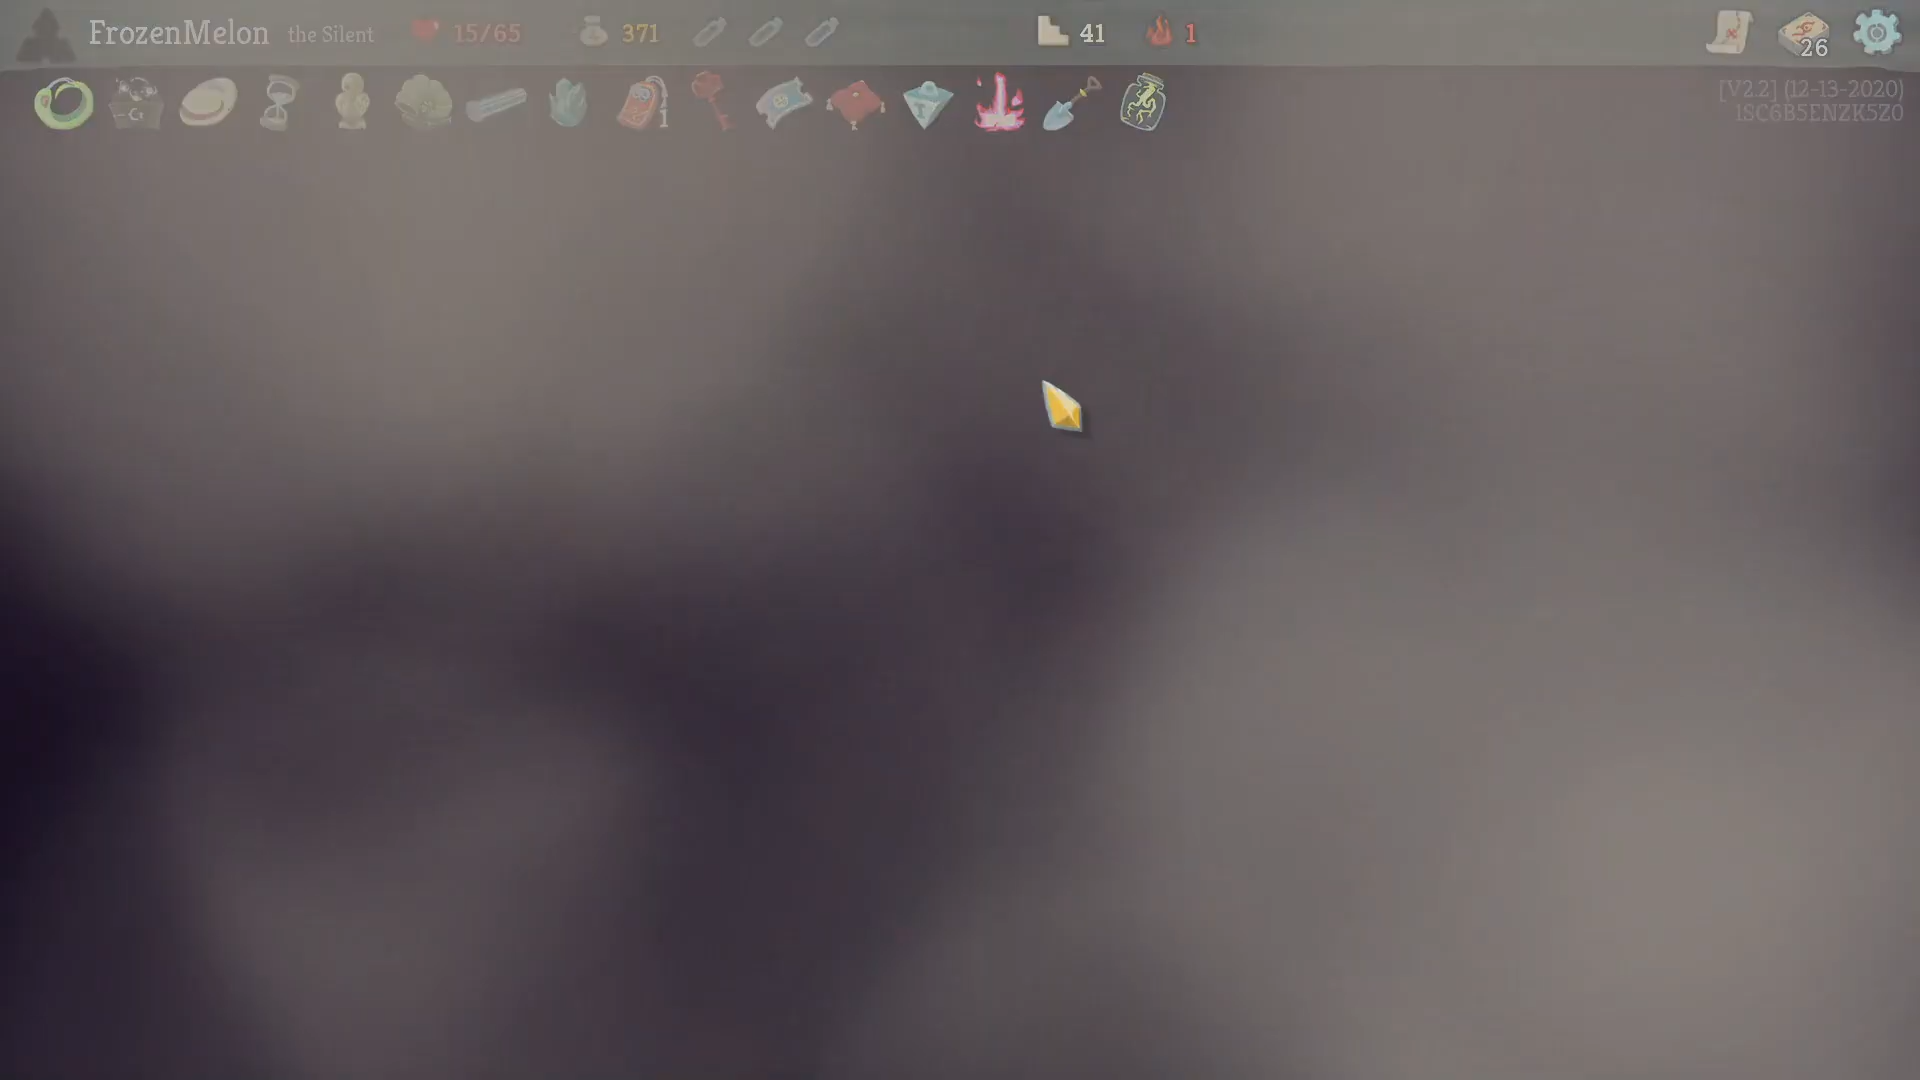 FrozenMelon the Silent 15/65 371 41 1 26
1
[V2.2] (12-13-2020)
1SC6B5ENZK5Z0